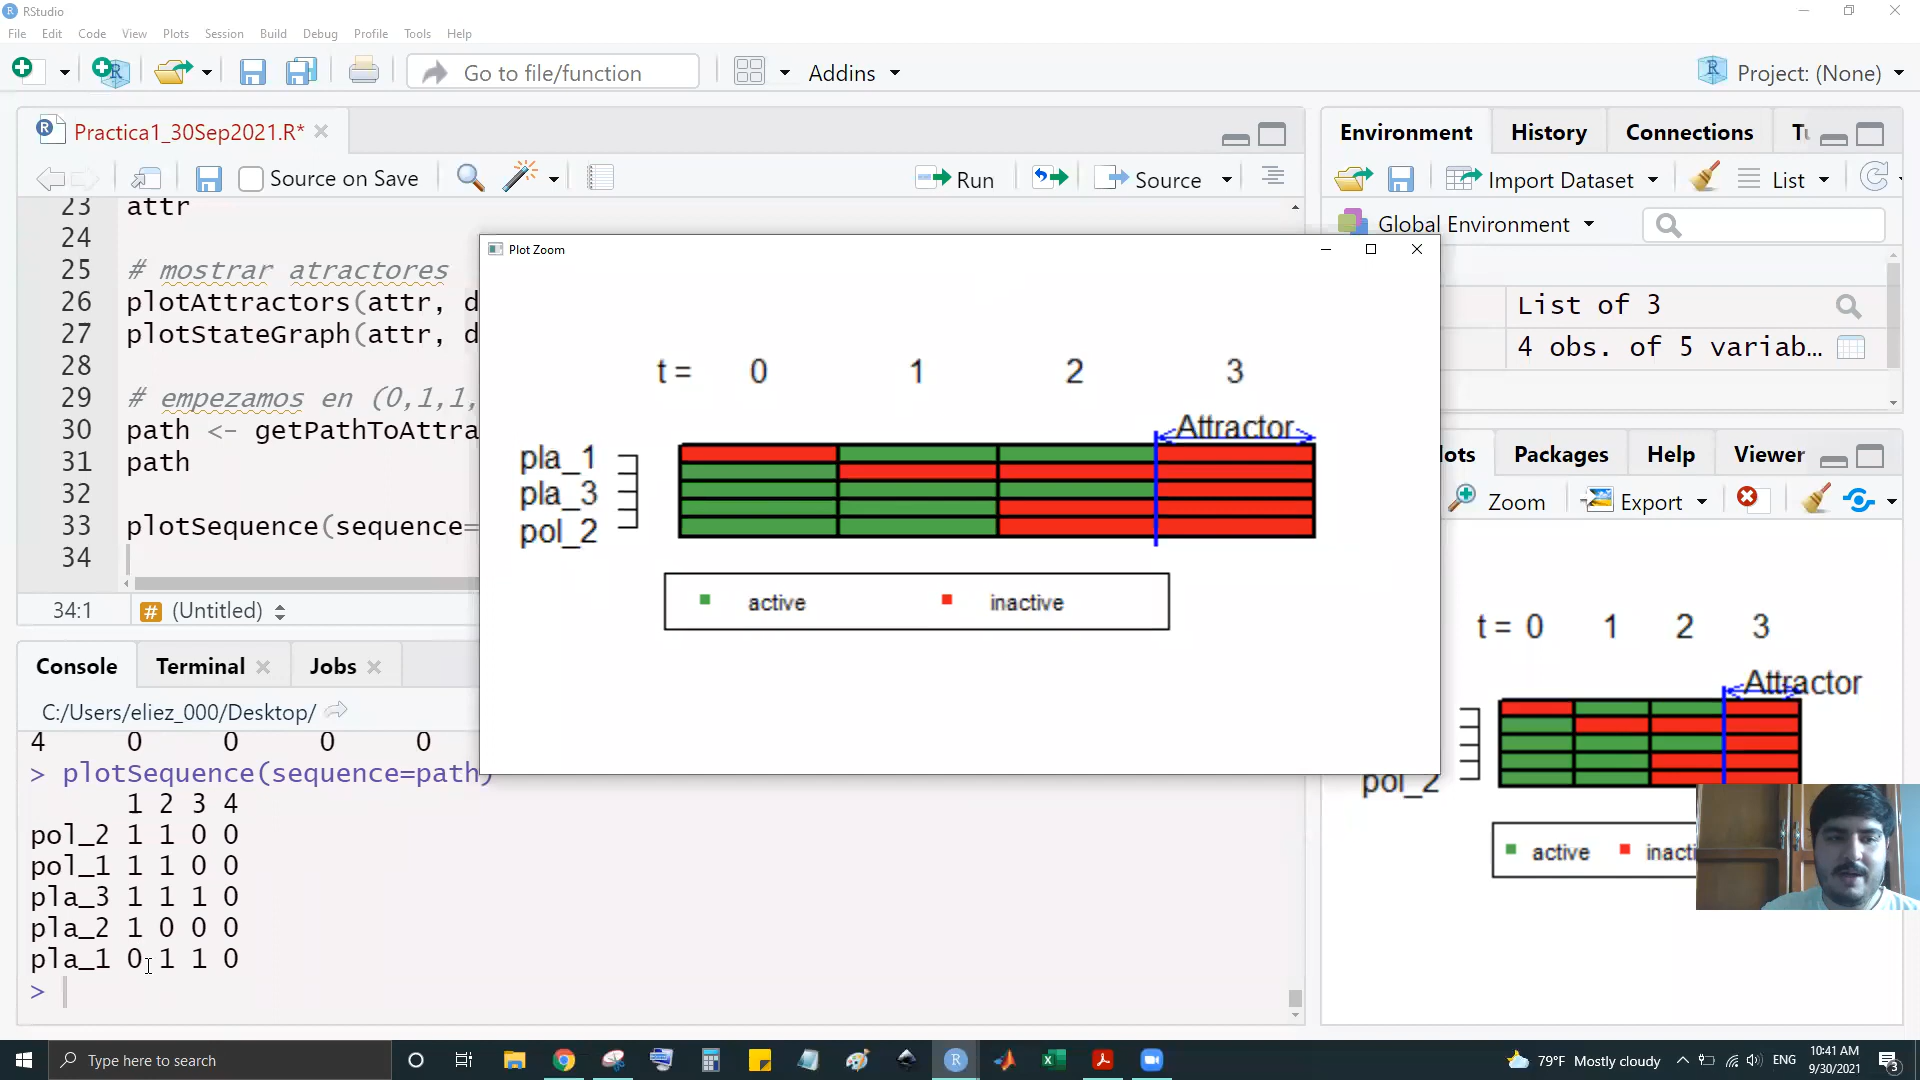 RStudio
File Edit Code View Plots Session Build Debug Profile Tools Help
Go to file/function Addins Project: (None)
Practica1_30Sep2021.R*
Source on Save Run Source
23 attr
24
25 # mostrar atractores
26 plotAttractors(attr, d
27 plotStateGraph(attr, d
28
29 # empezamos en (0,1,1,
30 path <- getPathToAttra
31 path
32
33 plotSequence(sequence=
34
34:1 (Untitled)
Console Terminal Jobs
C:/Users/eliez_000/Desktop/
4 0 0 0 0
> plotSequence(sequence=path)
1 2 3 4
pol_2 1 1 0 0
pol_1 1 1 0 0
pla_3 1 1 1 0
pla_2 1 0 0 0
pla_1 0 1 1 0
>
Plot Zoom
t = 0 1 2 3
Attractor
pla_1
pla_3
pol_2
active inactive
Environment History Connections Tu
Import Dataset List
Global Environment
List of 3
4 obs. of 5 variab...
lots Packages Help Viewer
Zoom Export
t = 0 1 2 3
Attractor
pol_2
active inacti
Type here to search
79°F Mostly cloudy ENG
10:41 AM
9/30/2021
3